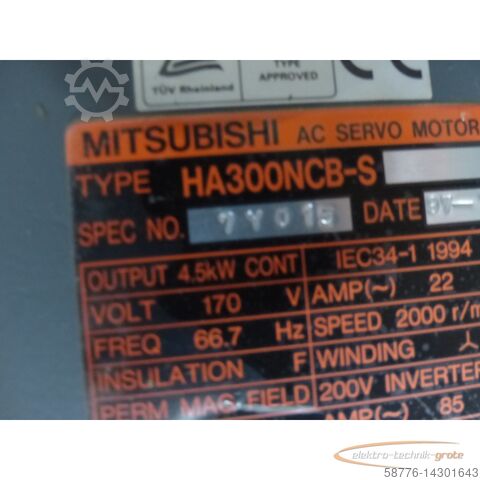 TÜV Rheinland
TYPE
APPROVED
CE
MITSUBISHI AC SERVO MOTOR
TYPE HA300NCB-S
SPEC NO. 7Y015 DATE
OUTPUT 4.5kW CONT IEC34-1 1994
VOLT 170 V AMP(~) 22
FREQ 66.7 Hz SPEED 2000 r/m
INSULATION F WINDING
PERM MAG FIELD 200V INVERTER
AMP(~) 85
elektro-technik-grote
58776-14301643